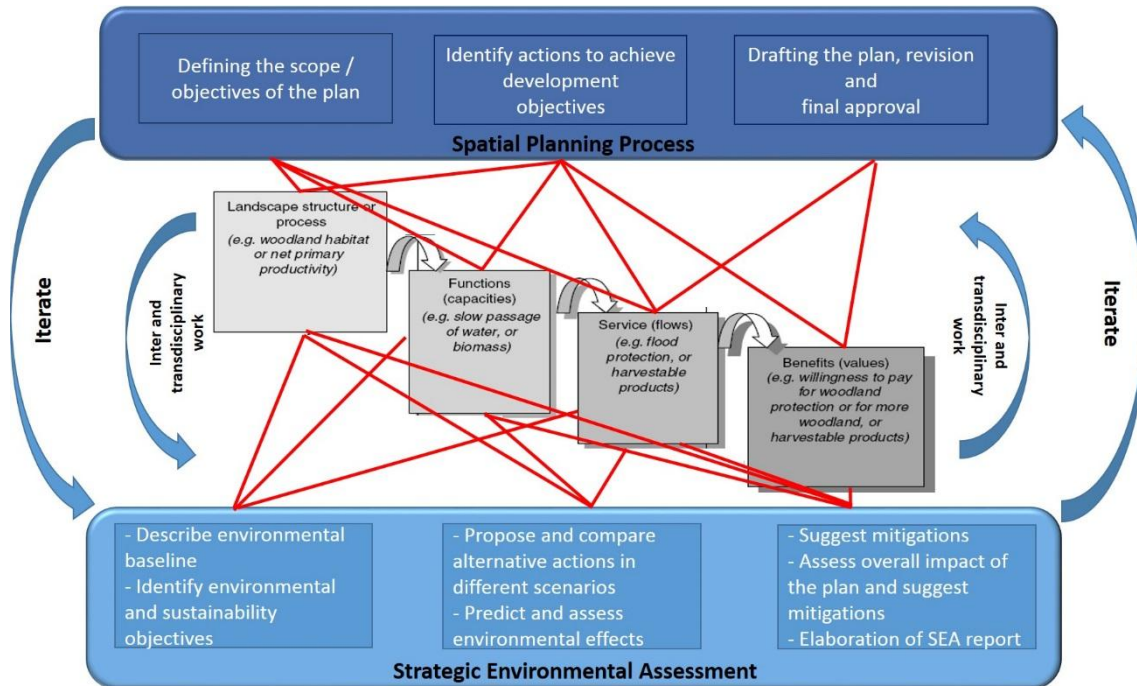 Defining the scope /
objectives of the plan
Identify actions to achieve
development
objectives
Drafting the plan, revision
and
final approval
Spatial Planning Process
Iterate
Inter and
transdisciplinary
work
Landscape structure or
process
(e.g. woodland habitat
or net primary
productivity)
Functions
(capacities)
(e.g. slow passage
of water, or
biomass)
Service (flows)
(e.g. flood
protection, or
harvestable
products)
Benefits (values)
(e.g. willingness to pay
for woodland
protection or for more
woodland, or
harvestable products)
Inter and
transdisciplinary
work
Iterate
- Describe environmental
baseline
- Identify environmental
and sustainability
objectives
- Propose and compare
alternative actions in
different scenarios
- Predict and assess
environmental effects
- Suggest mitigations
- Assess overall impact of
the plan and suggest
mitigations
- Elaboration of SEA report
Strategic Environmental Assessment